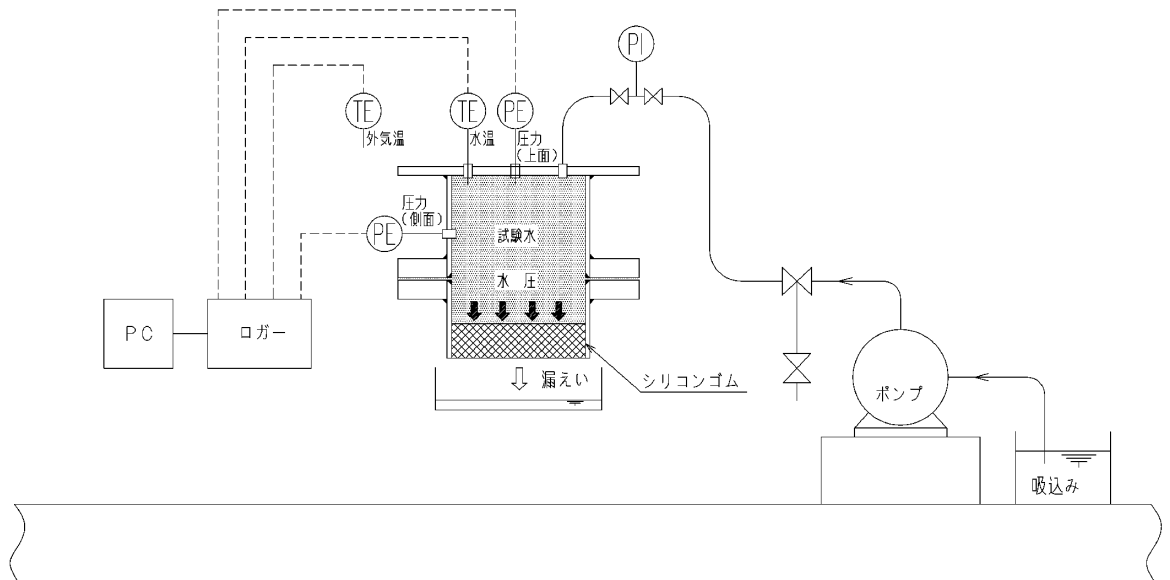 PI
TE
外気温
TE
水温
PE
圧力
(上面)
圧力
(側面)
PE
試験水
水 圧
PC
ロガー
漏えい
シリコンゴム
ポンプ
吸込み